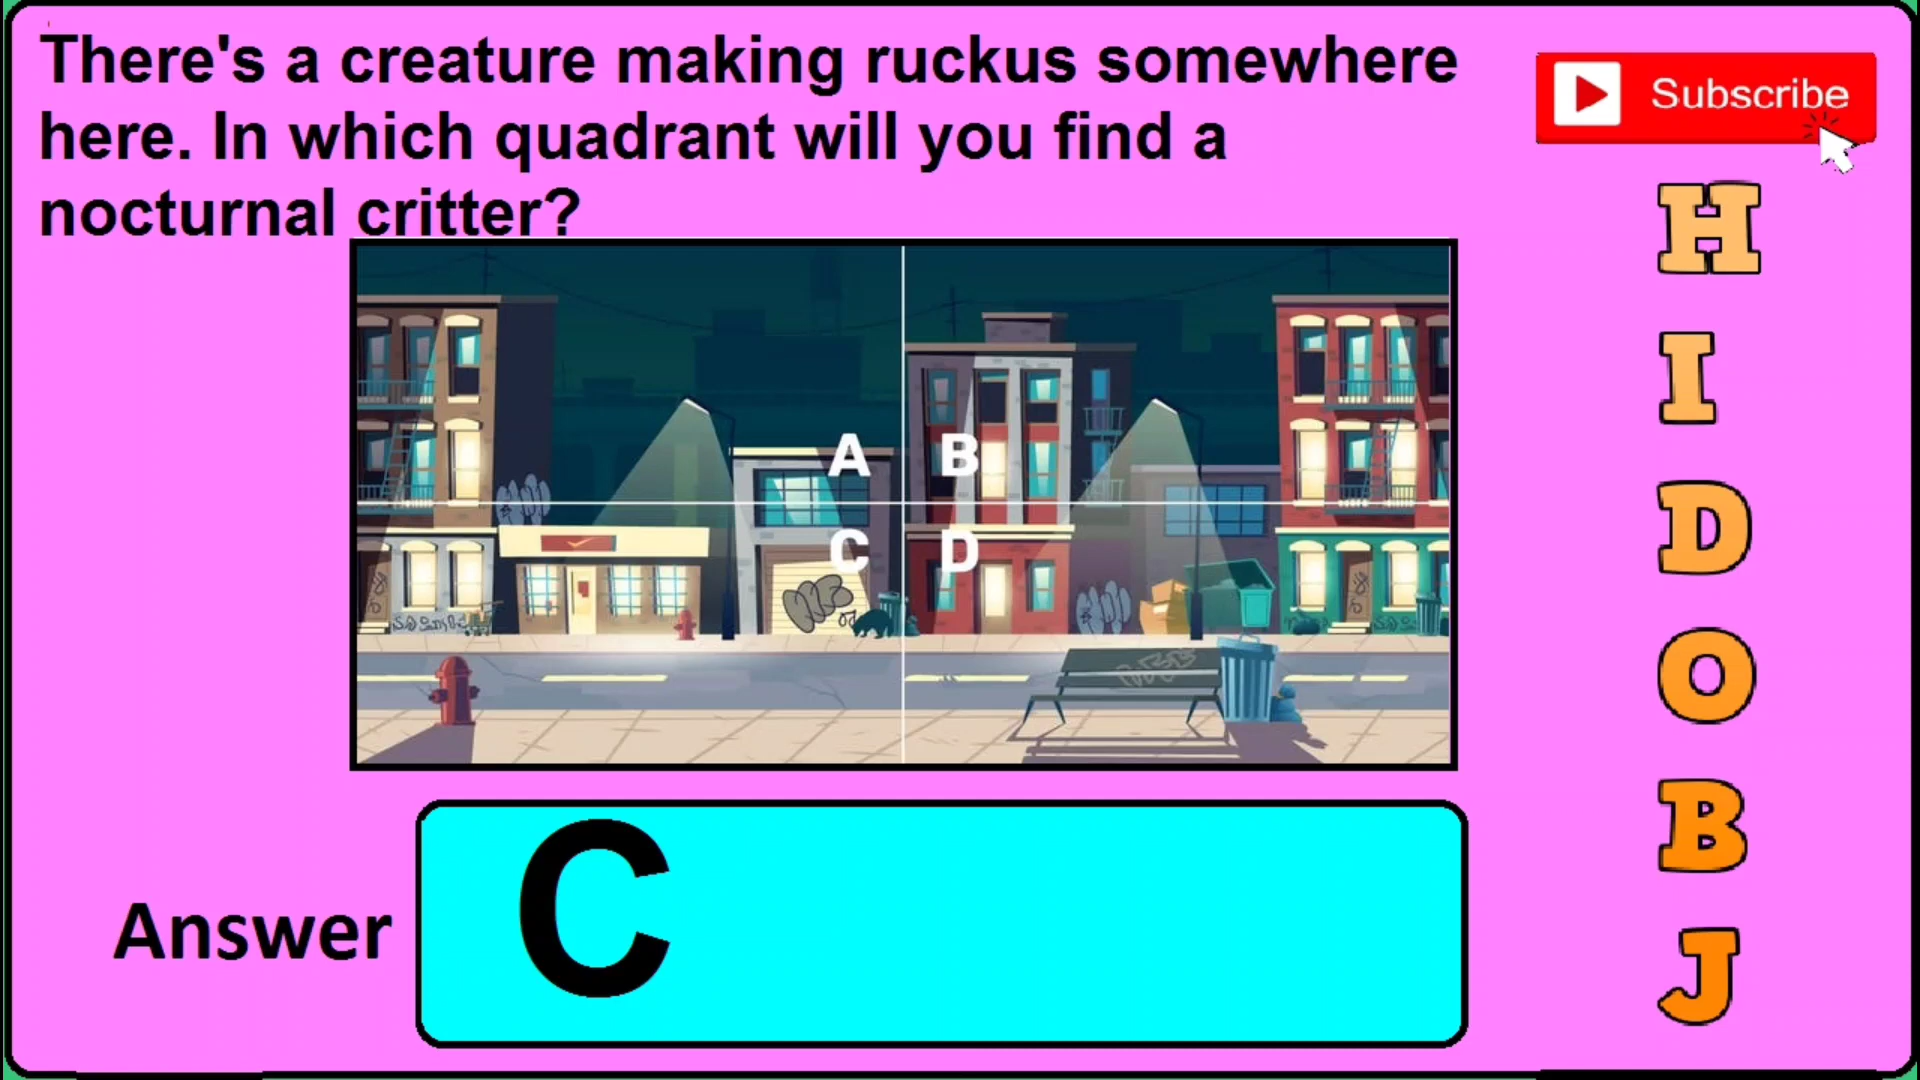 There's a creature making ruckus somewhere
here. In which quadrant will you find a
nocturnal critter?
Subscribe
H
I
D
O
B
J
A B
C D
Answer C